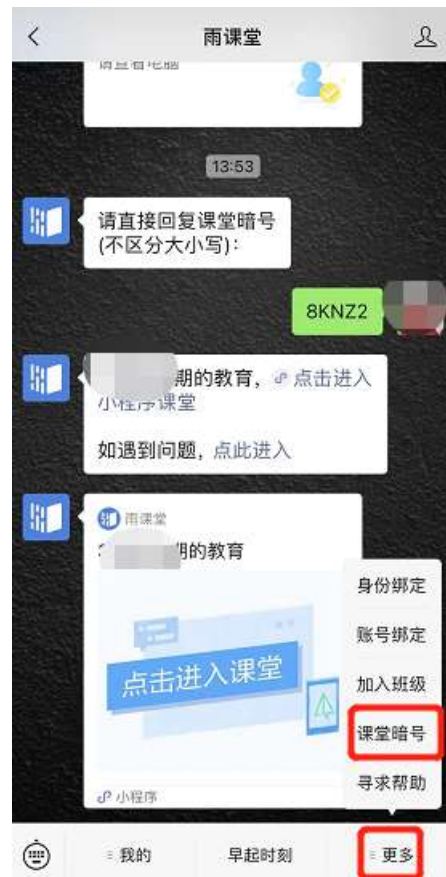 雨课堂
请查看电脑
13:53
请直接回复课堂暗号
(不区分大小写):
8KNZ2
期的教育, 点击进入
小程序课堂
如遇到问题, 点此进入
雨课堂
期的教育
点击进入课堂
小程序
身份绑定
账号绑定
加入班级
课堂暗号
寻求帮助
我的
早起时刻
更多